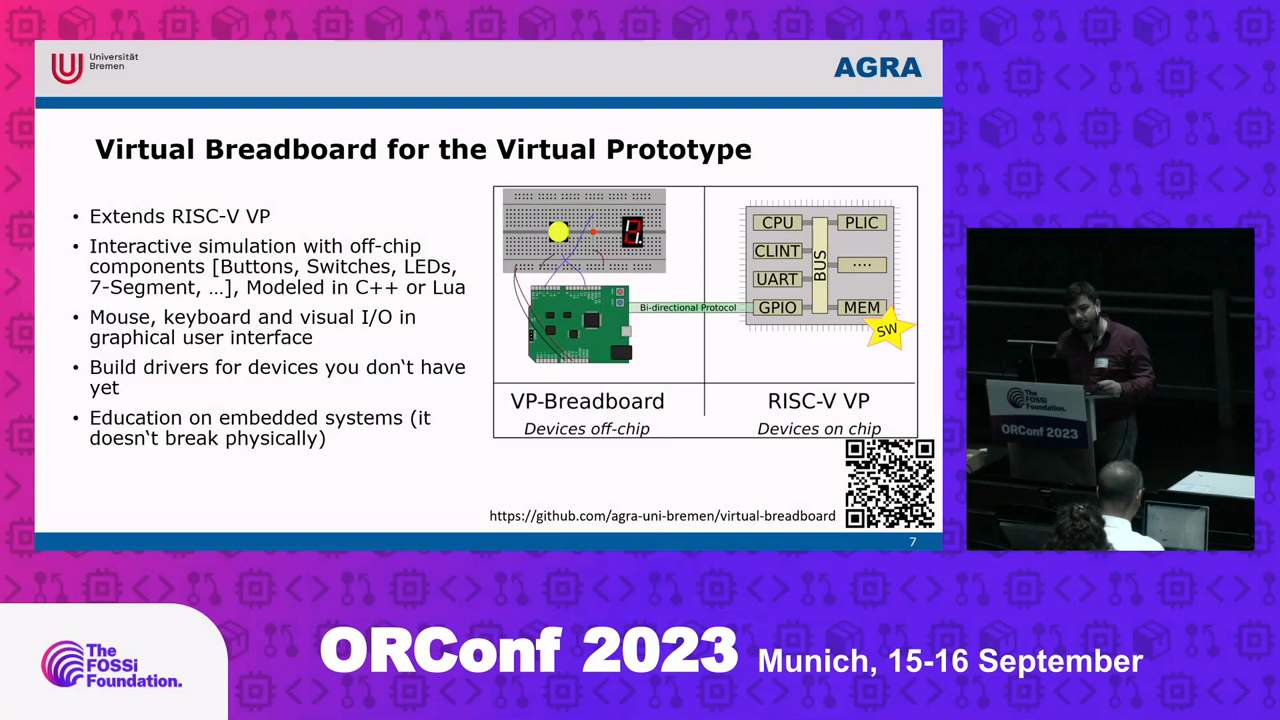 Universität
Bremen
AGRA
Virtual Breadboard for the Virtual Prototype
• Extends RISC-V VP
• Interactive simulation with off-chip
components [Buttons, Switches, LEDs,
7-Segment, …], Modeled in C++ or Lua
• Mouse, keyboard and visual I/O in
graphical user interface
• Build drivers for devices you don‘t have
yet
• Education on embedded systems (it
doesn‘t break physically)
Bi-directional Protocol
CPU
PLIC
CLINT
BUS
....
UART
GPIO
MEM
SW
VP-Breadboard
RISC-V VP
Devices off-chip
Devices on chip
https://github.com/agra-uni-bremen/virtual-breadboard
7
The
FOSSi
Foundation.
ORConf 2023
The
FOSSi
Foundation.
ORConf 2023 Munich, 15-16 September